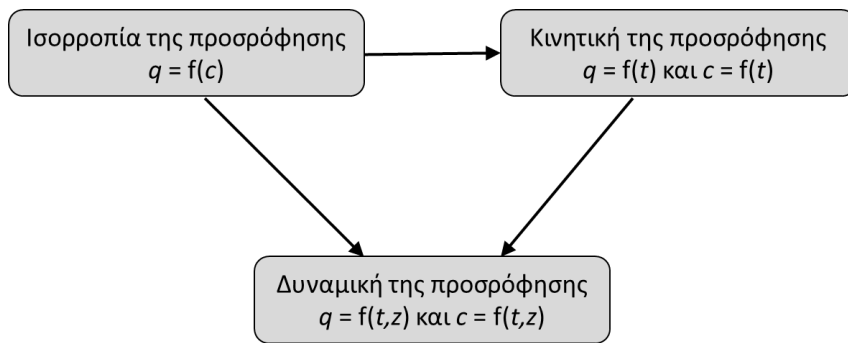 Ισορροπία της προσρόφησης
q = f(c)
Κινητική της προσρόφησης
q = f(t) και c = f(t)
Δυναμική της προσρόφησης
q = f(t,z) και c = f(t,z)